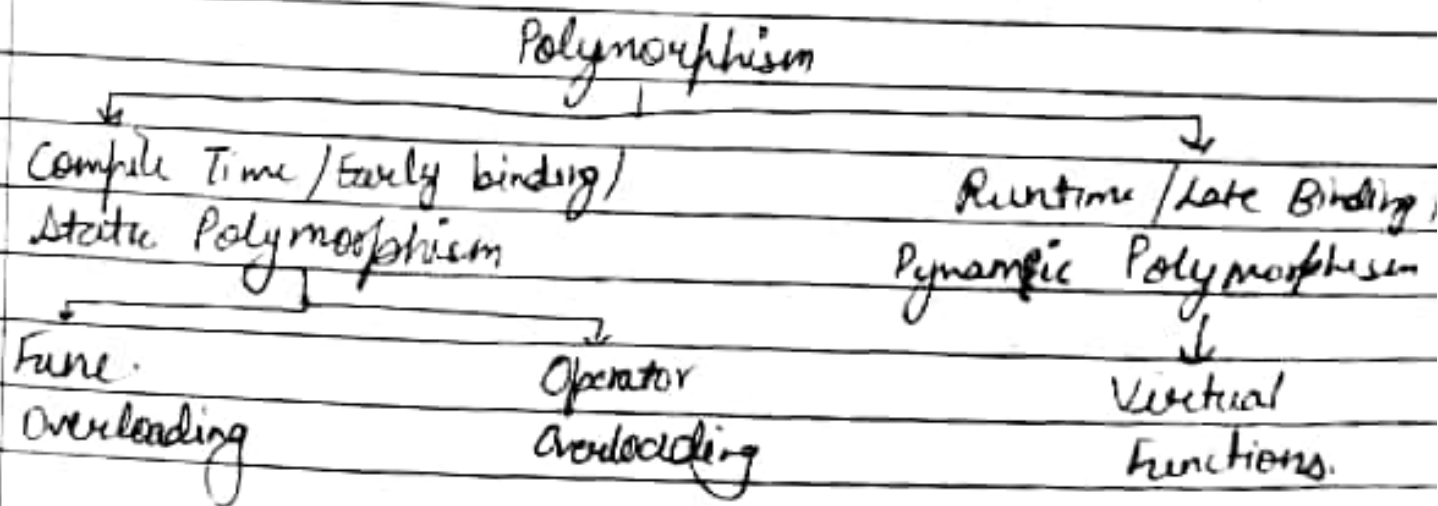 Polymorphism
Compile Time / Early binding /
Static Polymorphism
Runtime / Late Binding /
Dynamic Polymorphism
Func.
Overloading
Operator
Overloading
Virtual
Functions.